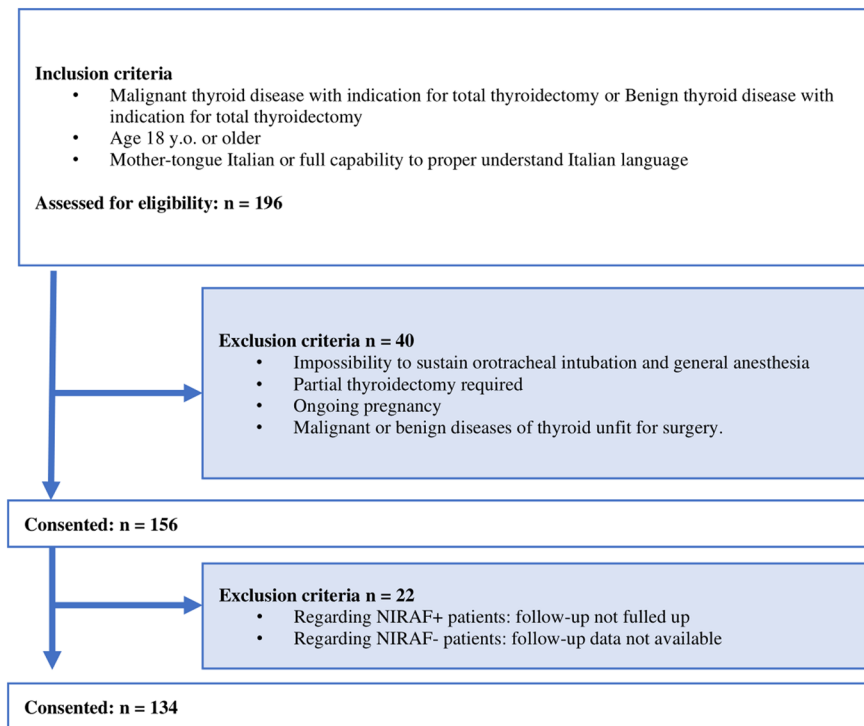 Inclusion criteria
• Malignant thyroid disease with indication for total thyroidectomy or Benign thyroid disease with
indication for total thyroidectomy
• Age 18 y.o. or older
• Mother-tongue Italian or full capability to proper understand Italian language
Assessed for eligibility: n = 196
Exclusion criteria n = 40
• Impossibility to sustain orotracheal intubation and general anesthesia
• Partial thyroidectomy required
• Ongoing pregnancy
• Malignant or benign diseases of thyroid unfit for surgery.
Consented: n = 156
Exclusion criteria n = 22
• Regarding NIRAF+ patients: follow-up not fulled up
• Regarding NIRAF- patients: follow-up data not available
Consented: n = 134